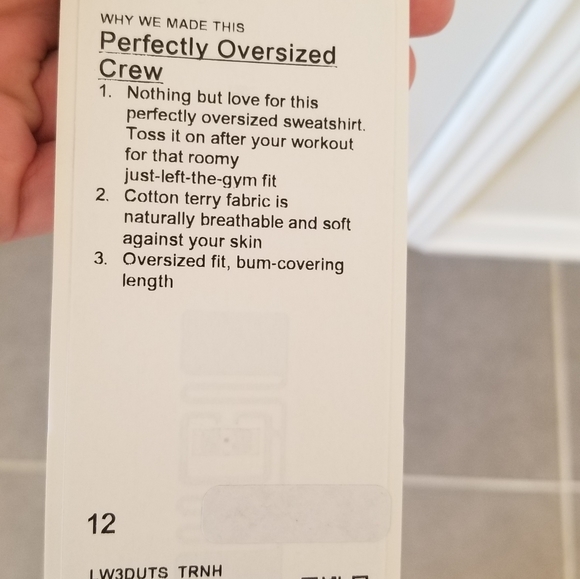 WHY WE MADE THIS
Perfectly Oversized
Crew
1. Nothing but love for this
perfectly oversized sweatshirt.
Toss it on after your workout
for that roomy
just-left-the-gym fit
2. Cotton terry fabric is
naturally breathable and soft
against your skin
3. Oversized fit, bum-covering
length
12
LW3DUTS TRNH